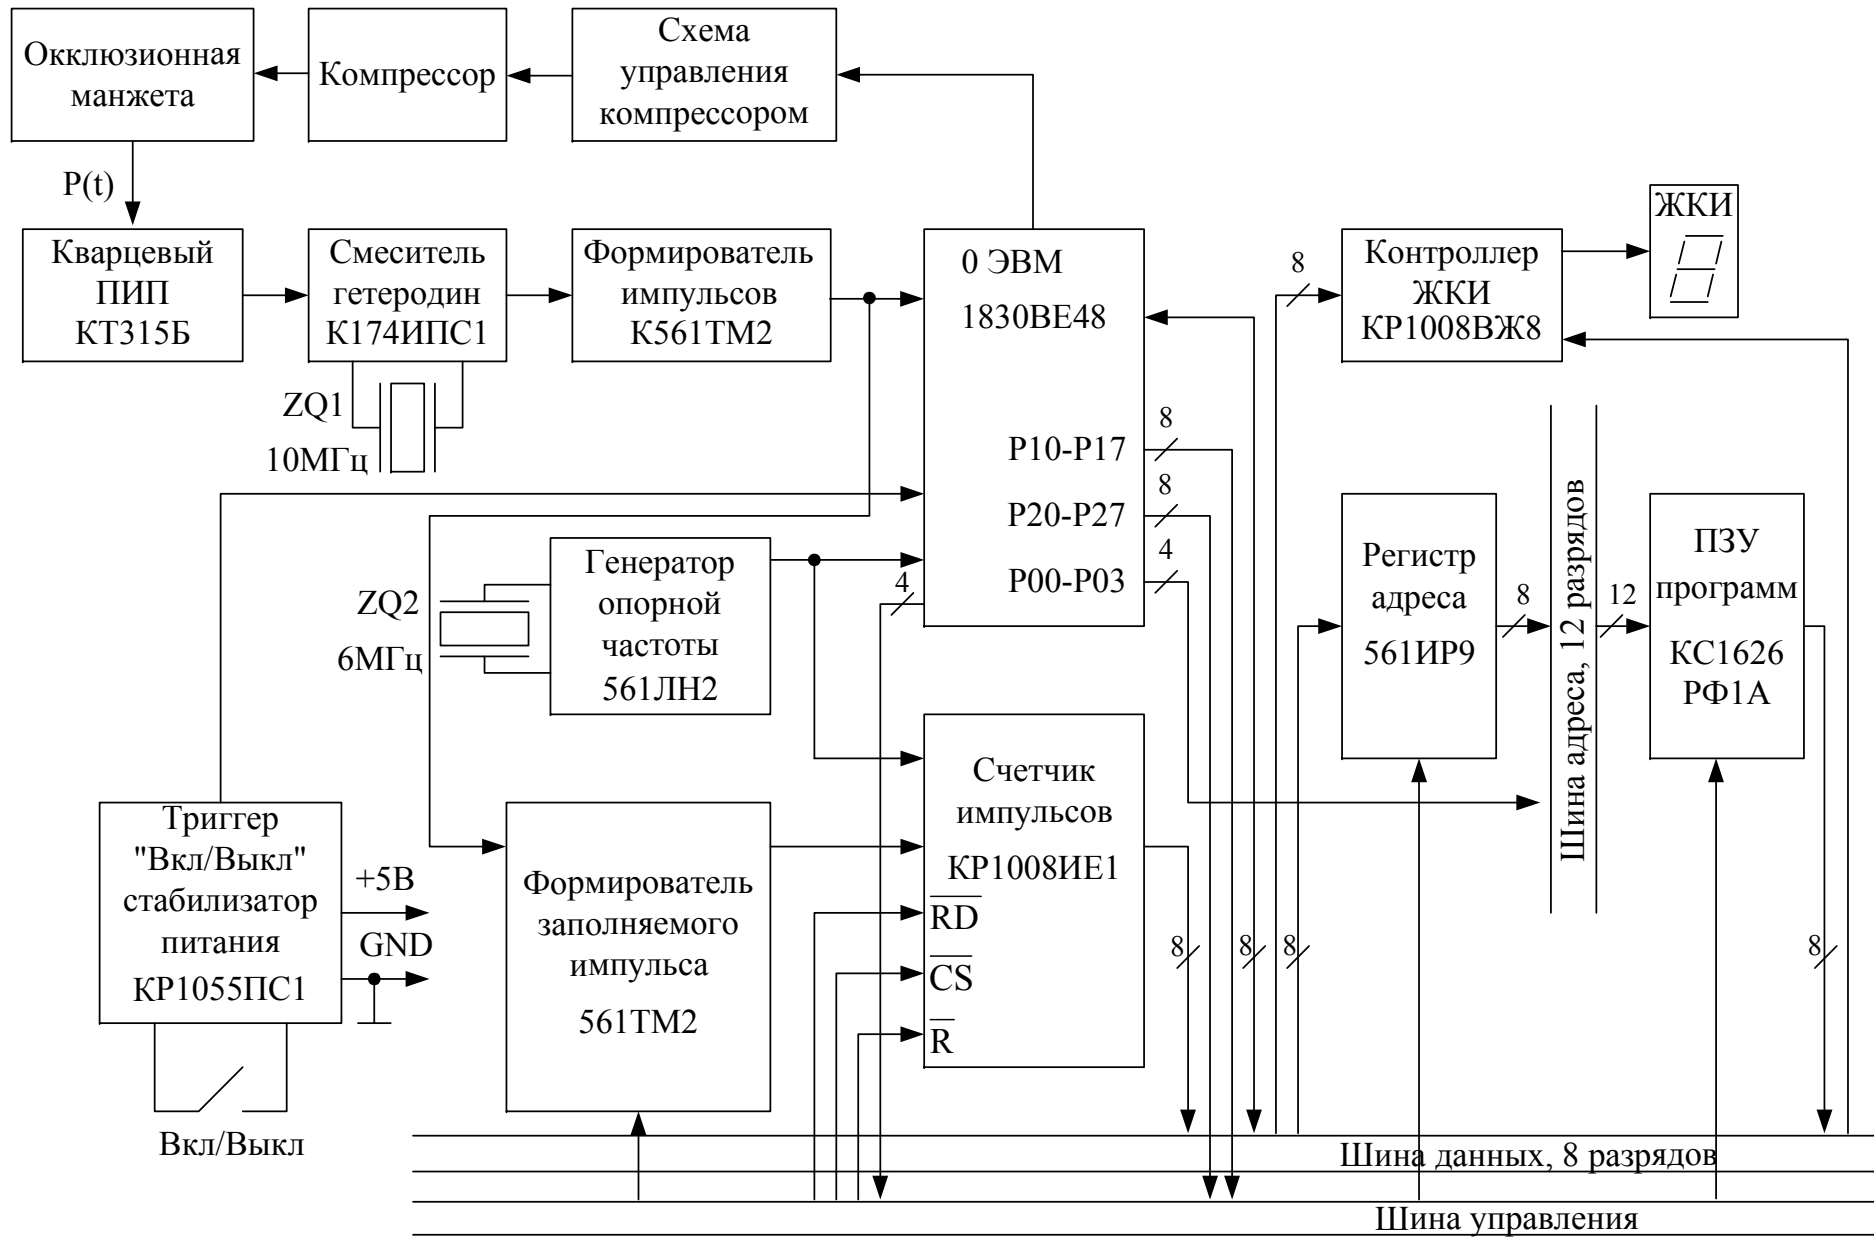 Окклюзионная
манжета
Компрессор
Схема
управления
компрессором
P(t)
Кварцевый
ПИП
КТ315Б
Смеситель
гетеродин
К174ИПС1
Формирователь
импульсов
К561ТМ2
0 ЭВМ
1830ВЕ48
8
Контроллер
ЖКИ
КР1008ВЖ8
ЖКИ
ZQ1
10МГц
P10-P17
8
P20-P27
8
P00-P03
4
4
Генератор
опорной
частоты
561ЛН2
ZQ2
6МГц
Регистр
адреса
561ИР9
8
Шина адреса, 12 разрядов
12
ПЗУ
программ
КС1626
РФ1А
Триггер
"Вкл/Выкл"
стабилизатор
питания
КР1055ПС1
+5В
GND
Вкл/Выкл
Формирователь
заполняемого
импульса
561ТМ2
Счетчик
импульсов
КР1008ИЕ1
RD
CS
R
8
8
8
8
Шина данных, 8 разрядов
Шина управления